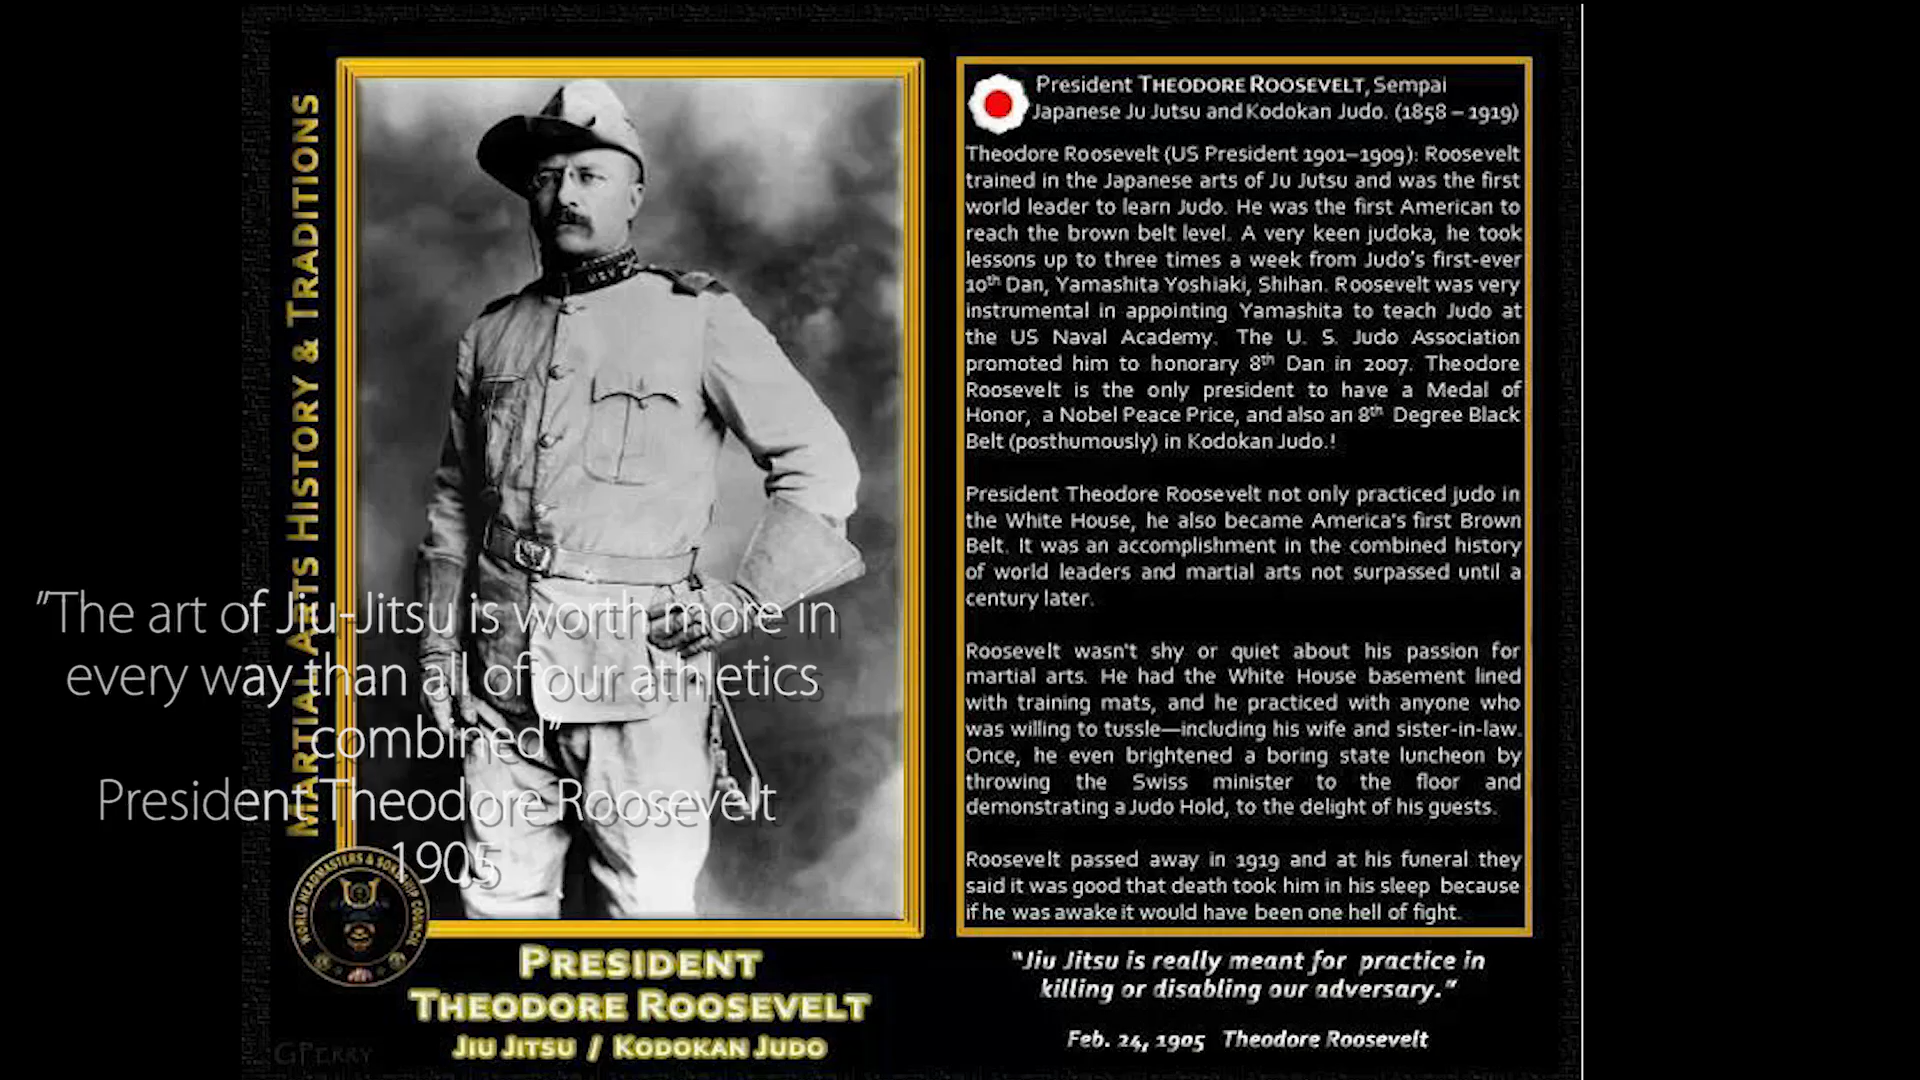 MARTIAL ARTS HISTORY & TRADITIONS
"The art of Jiu-Jitsu is worth more in
every way than all of our athletics
combined"
President Theodore Roosevelt
1905
WORLD HEADMASTERS & SOKESHIP COUNCIL
PRESIDENT
THEODORE ROOSEVELT
JIU JITSU / KODOKAN JUDO
GPERRY
President THEODORE ROOSEVELT, Sempai
Japanese Ju Jutsu and Kodokan Judo. (1858 – 1919)
Theodore Roosevelt (US President 1901–1909): Roosevelt
trained in the Japanese arts of Ju Jutsu and was the first
world leader to learn Judo. He was the first American to
reach the brown belt level. A very keen judoka, he took
lessons up to three times a week from Judo's first-ever
10th Dan, Yamashita Yoshiaki, Shihan. Roosevelt was very
instrumental in appointing Yamashita to teach Judo at
the US Naval Academy. The U. S. Judo Association
promoted him to honorary 8th Dan in 2007. Theodore
Roosevelt is the only president to have a Medal of
Honor, a Nobel Peace Price, and also an 8th Degree Black
Belt (posthumously) in Kodokan Judo.!
President Theodore Roosevelt not only practiced judo in
the White House, he also became America's first Brown
Belt. It was an accomplishment in the combined history
of world leaders and martial arts not surpassed until a
century later.
Roosevelt wasn't shy or quiet about his passion for
martial arts. He had the White House basement lined
with training mats, and he practiced with anyone who
was willing to tussle—including his wife and sister-in-law.
Once, he even brightened a boring state luncheon by
throwing the Swiss minister to the floor and
demonstrating a Judo Hold, to the delight of his guests.
Roosevelt passed away in 1919 and at his funeral they
said it was good that death took him in his sleep because
if he was awake it would have been one hell of fight.
"Jiu Jitsu is really meant for practice in
killing or disabling our adversary."
Feb. 24, 1905 Theodore Roosevelt